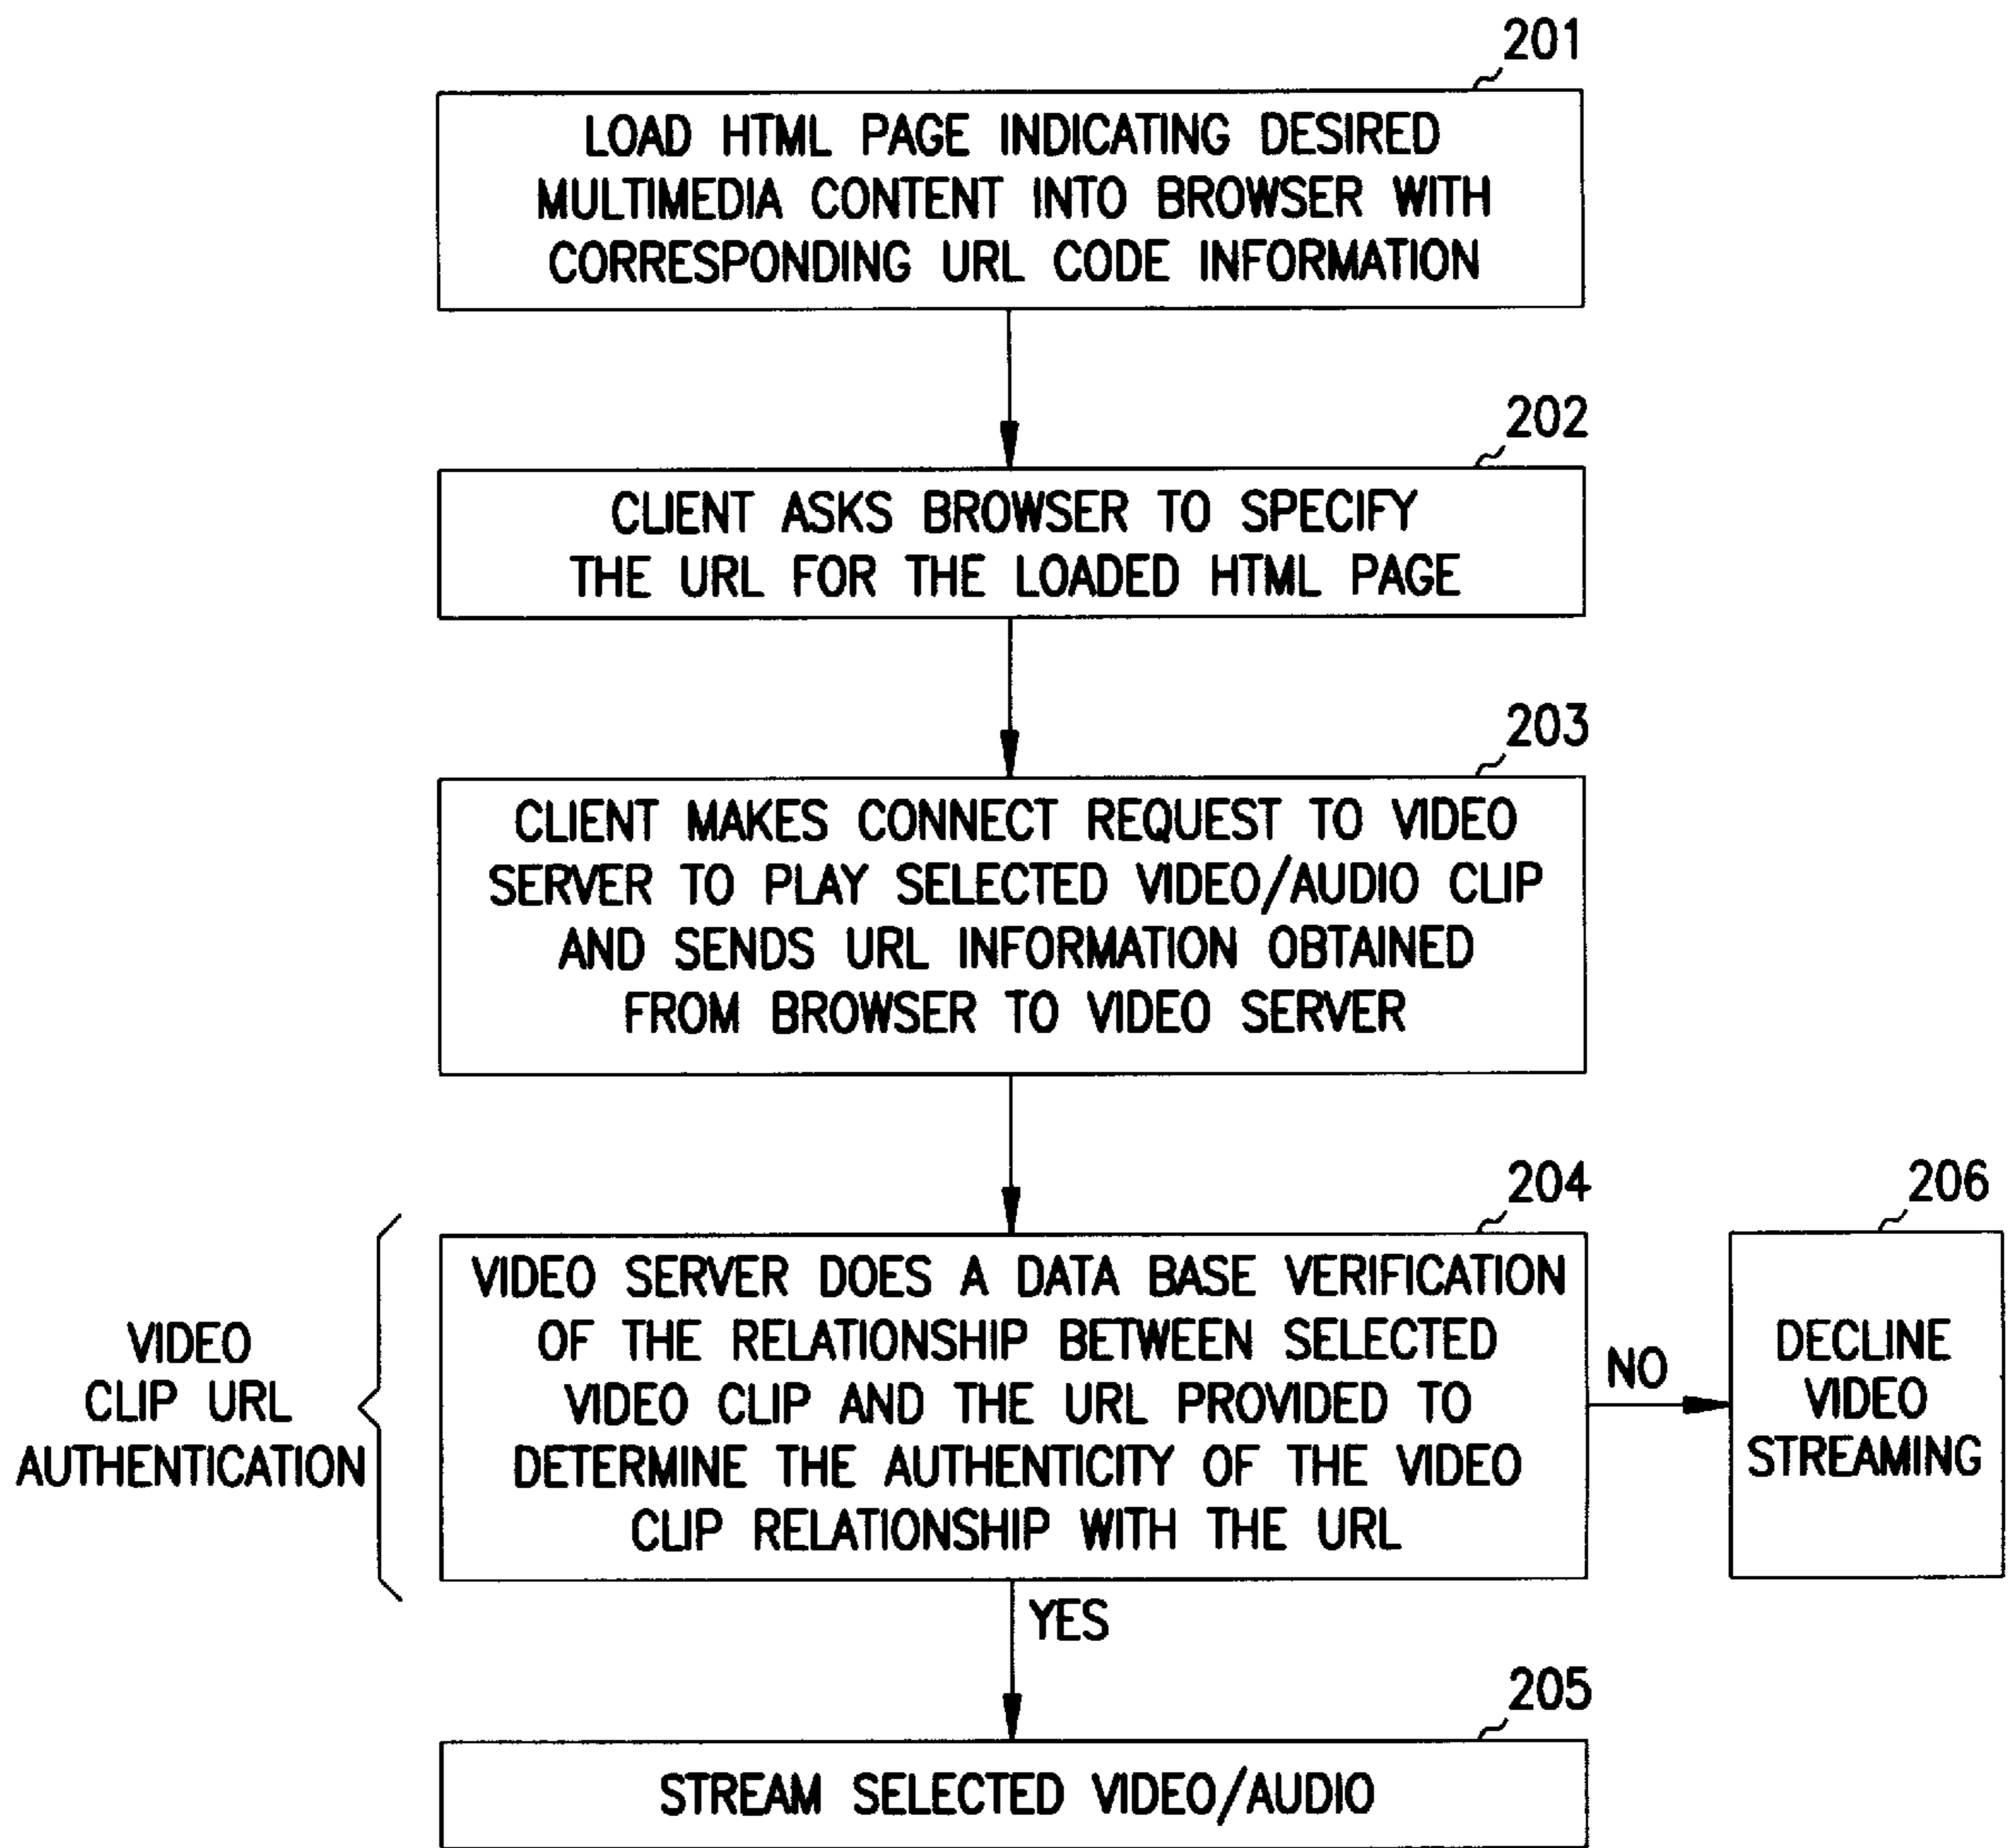 201
LOAD HTML PAGE INDICATING DESIRED
MULTIMEDIA CONTENT INTO BROWSER WITH
CORRESPONDING URL CODE INFORMATION
202
CLIENT ASKS BROWSER TO SPECIFY
THE URL FOR THE LOADED HTML PAGE
203
CLIENT MAKES CONNECT REQUEST TO VIDEO
SERVER TO PLAY SELECTED VIDEO/AUDIO CLIP
AND SENDS URL INFORMATION OBTAINED
FROM BROWSER TO VIDEO SERVER
VIDEO
CLIP URL
AUTHENTICATION
204
VIDEO SERVER DOES A DATA BASE VERIFICATION
OF THE RELATIONSHIP BETWEEN SELECTED
VIDEO CLIP AND THE URL PROVIDED TO
DETERMINE THE AUTHENTICITY OF THE VIDEO
CLIP RELATIONSHIP WITH THE URL
NO
206
DECLINE
VIDEO
STREAMING
YES
205
STREAM SELECTED VIDEO/AUDIO